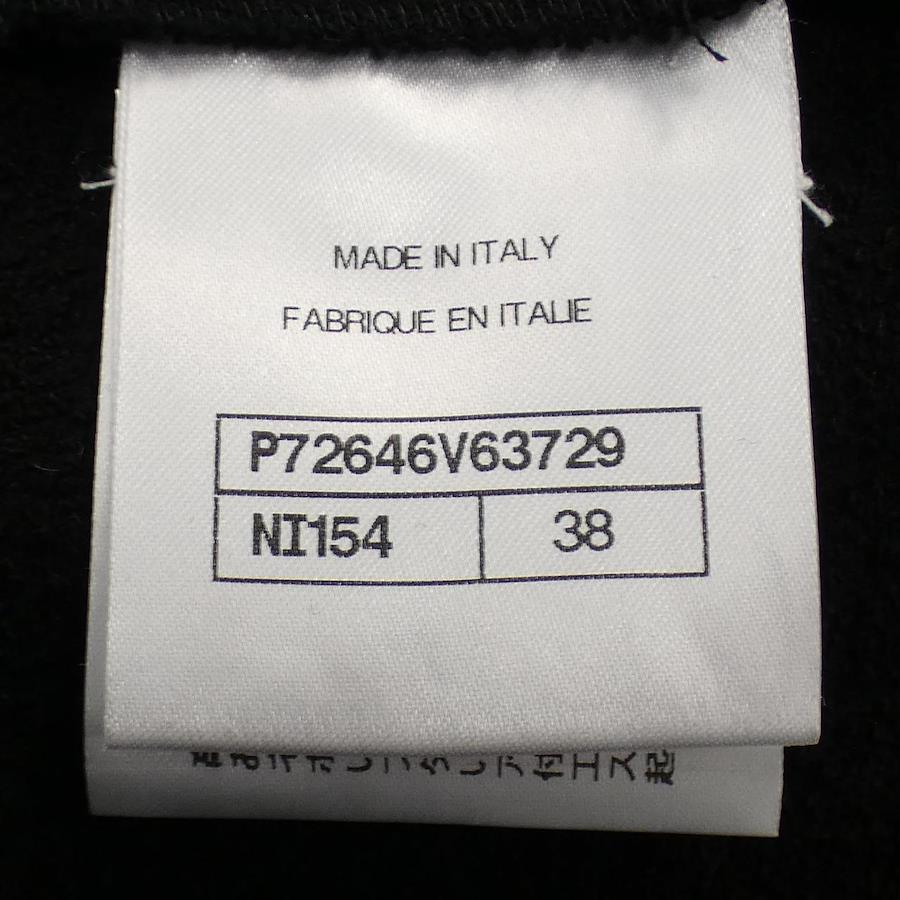 MADE IN ITALY
FABRIQUE EN ITALIE
P72646V63729
NI154 38